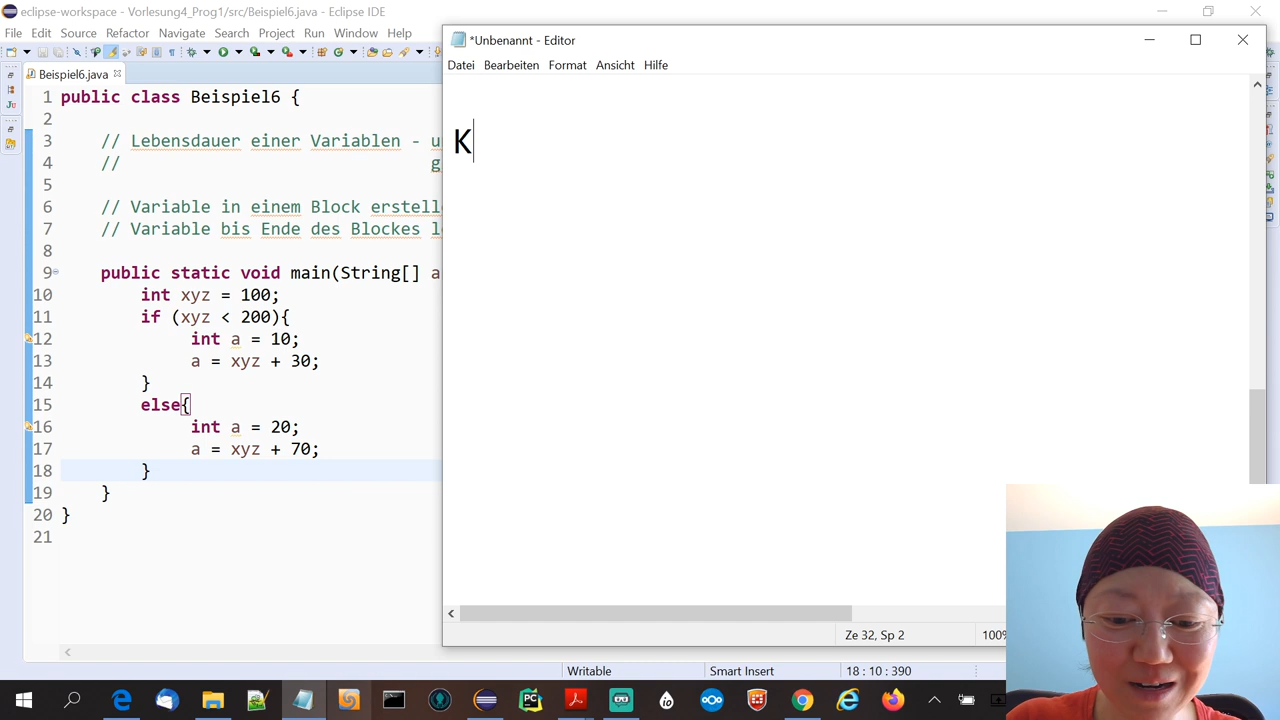 eclipse-workspace - Vorlesung4_Prog1/src/Beispiel6.java - Eclipse IDE
File Edit Source Refactor Navigate Search Project Run Window Help
Beispiel6.java
1 public class Beispiel6 {
2
3 // Lebensdauer einer Variablen - u
4 // g
5
6 // Variable in einem Block erstell
7 // Variable bis Ende des Blockes l
8
9 public static void main(String[] a
10 int xyz = 100;
11 if (xyz < 200){
12 int a = 10;
13 a = xyz + 30;
14 }
15 else{
16 int a = 20;
17 a = xyz + 70;
18 }
19 }
20 }
21
*Unbenannt - Editor
Datei Bearbeiten Format Ansicht Hilfe
K
Ze 32, Sp 2 100%
Writable Smart Insert 18 : 10 : 390